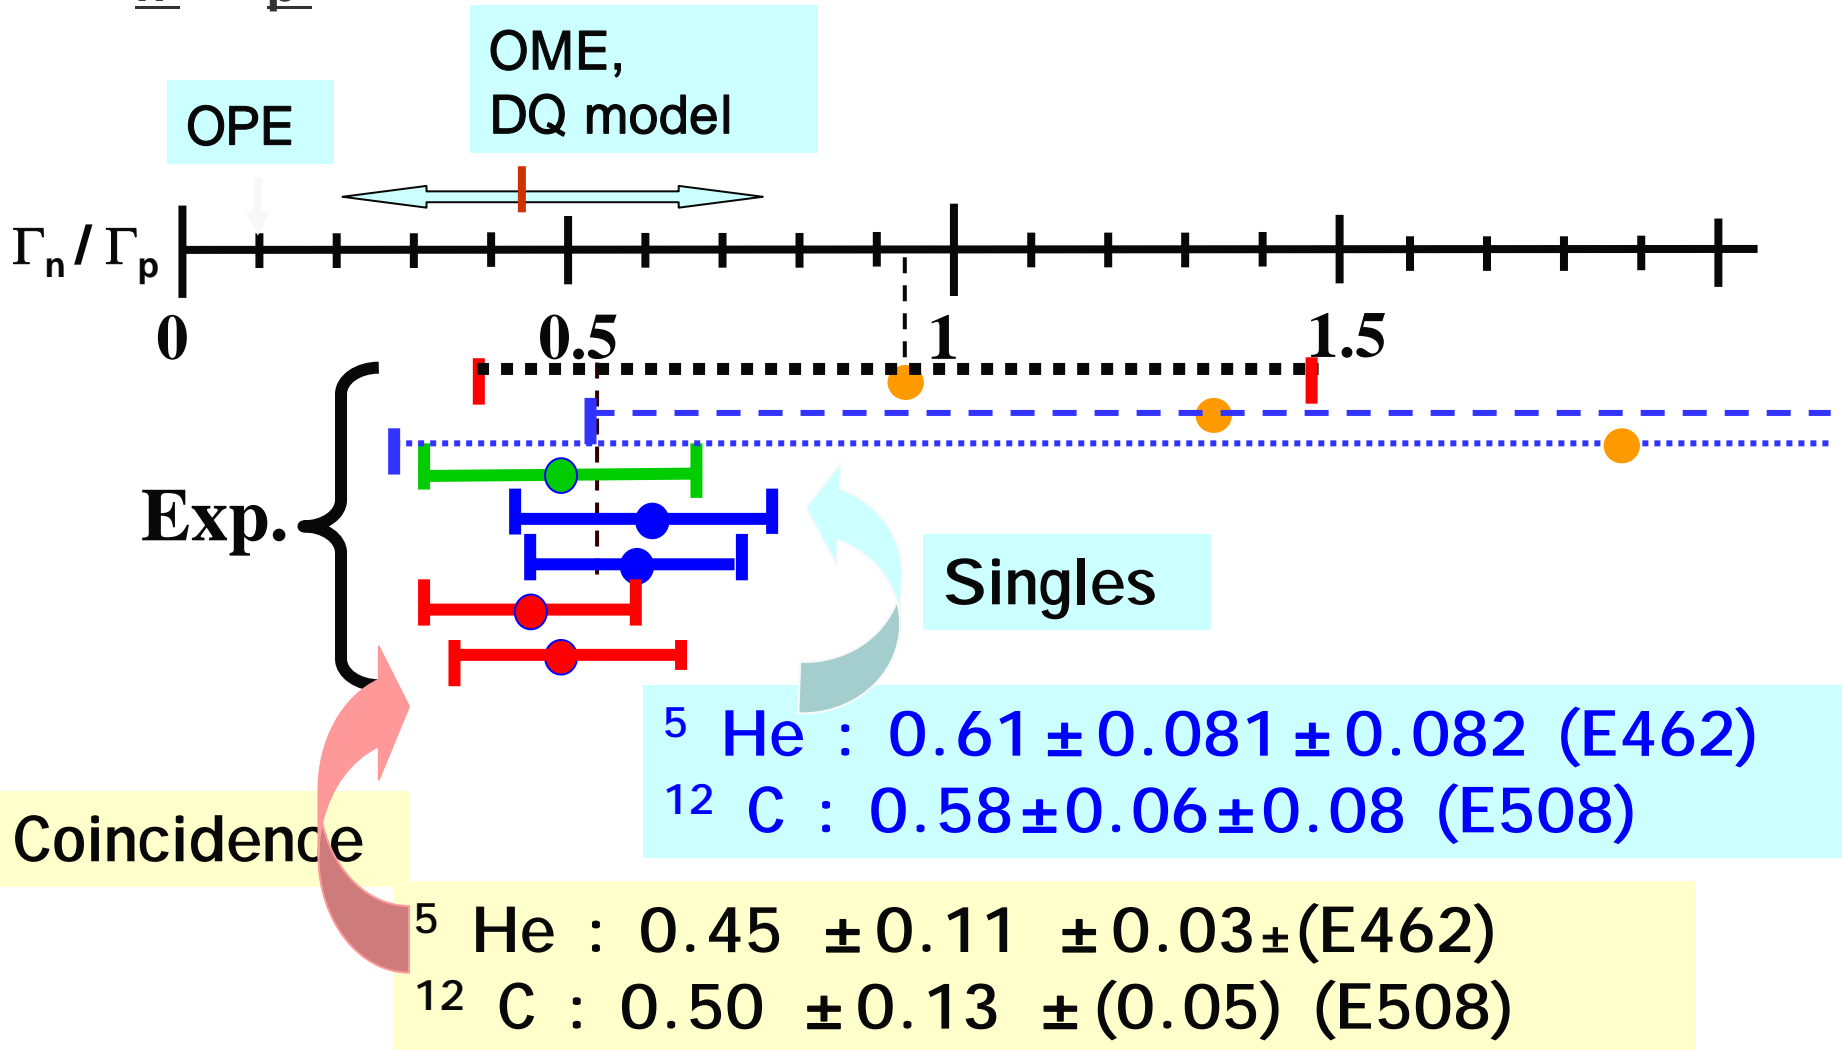 OME,
DQ model
OPE
Γn / Γp
0 0.5 1 1.5
Exp.
Singles
5 He : 0.61 ± 0.081 ± 0.082 (E462)
12 C : 0.58 ± 0.06 ± 0.08 (E508)
Coincidence
5 He : 0.45 ± 0.11 ± 0.03 ± (E462)
12 C : 0.50 ± 0.13 ± (0.05) (E508)